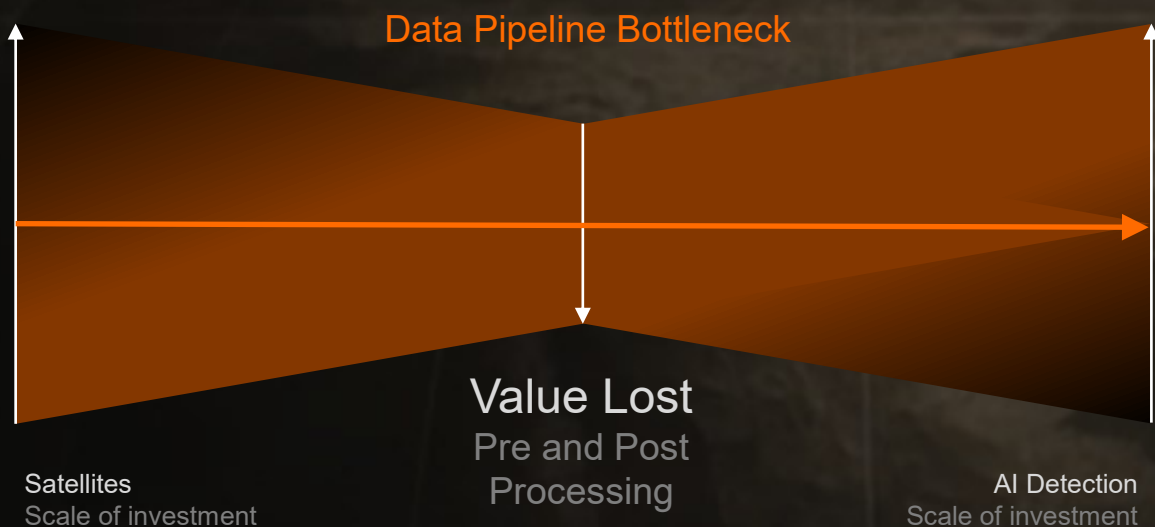 Data Pipeline Bottleneck
Value Lost
Pre and Post
Processing
Satellites
Scale of investment
AI Detection
Scale of investment